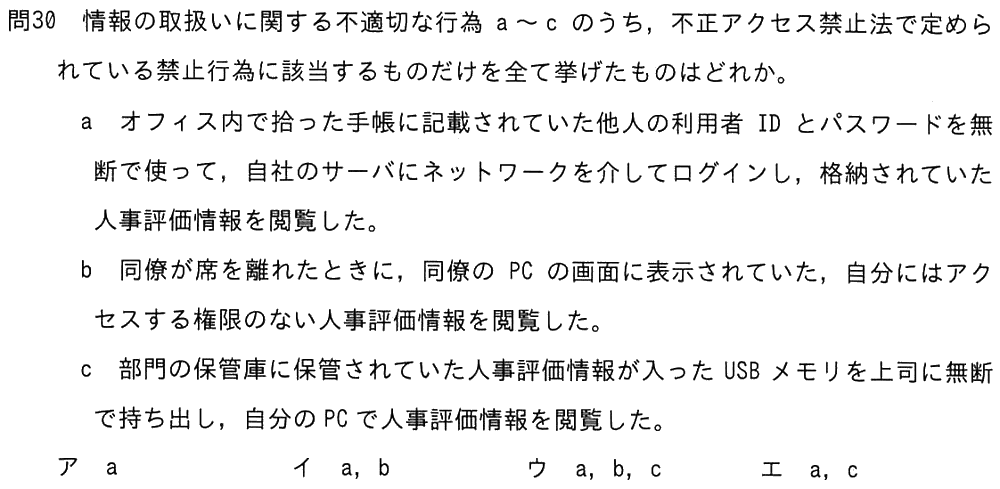 問30 情報の取扱いに関する不適切な行為 a～c のうち，不正アクセス禁止法で定めら
れている禁止行為に該当するものだけを全て挙げたものはどれか。
a オフィス内で拾った手帳に記載されていた他人の利用者 ID とパスワードを無
断で使って，自社のサーバにネットワークを介してログインし，格納されていた
人事評価情報を閲覧した。
b 同僚が席を離れたときに，同僚の PC の画面に表示されていた，自分にはアク
セスする権限のない人事評価情報を閲覧した。
c 部門の保管庫に保管されていた人事評価情報が入った USB メモリを上司に無断
で持ち出し，自分の PC で人事評価情報を閲覧した。
ア a イ a, b ウ a, b, c エ a, c